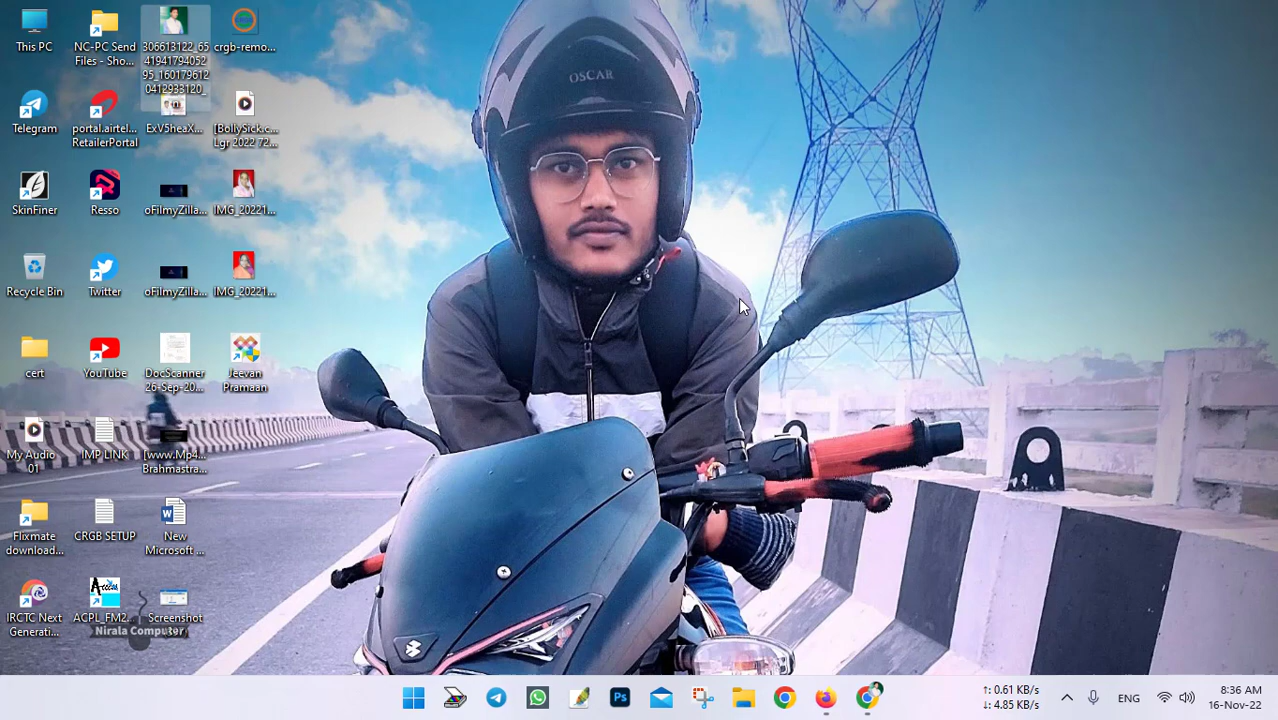 This PC
NC-PC Send
Files - Sho...
306613122_65
41941794052
95_160179612
0412933120_
crgb-remo...
Telegram
portal.airtel...
RetailerPortal
ExV5heaX...
[BollySick.c...
Lgr 2022 72...
SkinFiner
Resso
oFilmyZilla...
IMG_20221...
Recycle Bin
Twitter
oFilmyZilla...
IMG_20221...
cert
YouTube
DocScanner
26-Sep-20...
Jeevan
Pramaan
My Audio
01
IMP LINK
[www.Mp4...
Brahmastra...
Flixmate
download...
CRGB SETUP
New
Microsoft ...
IRCTC Next
Generati...
ACPL_FM2...
Screenshot
Nirala Computer
OSCAR
Ps
↑: 0.61 KB/s
↓: 4.85 KB/s
ENG
8:36 AM
16-Nov-22